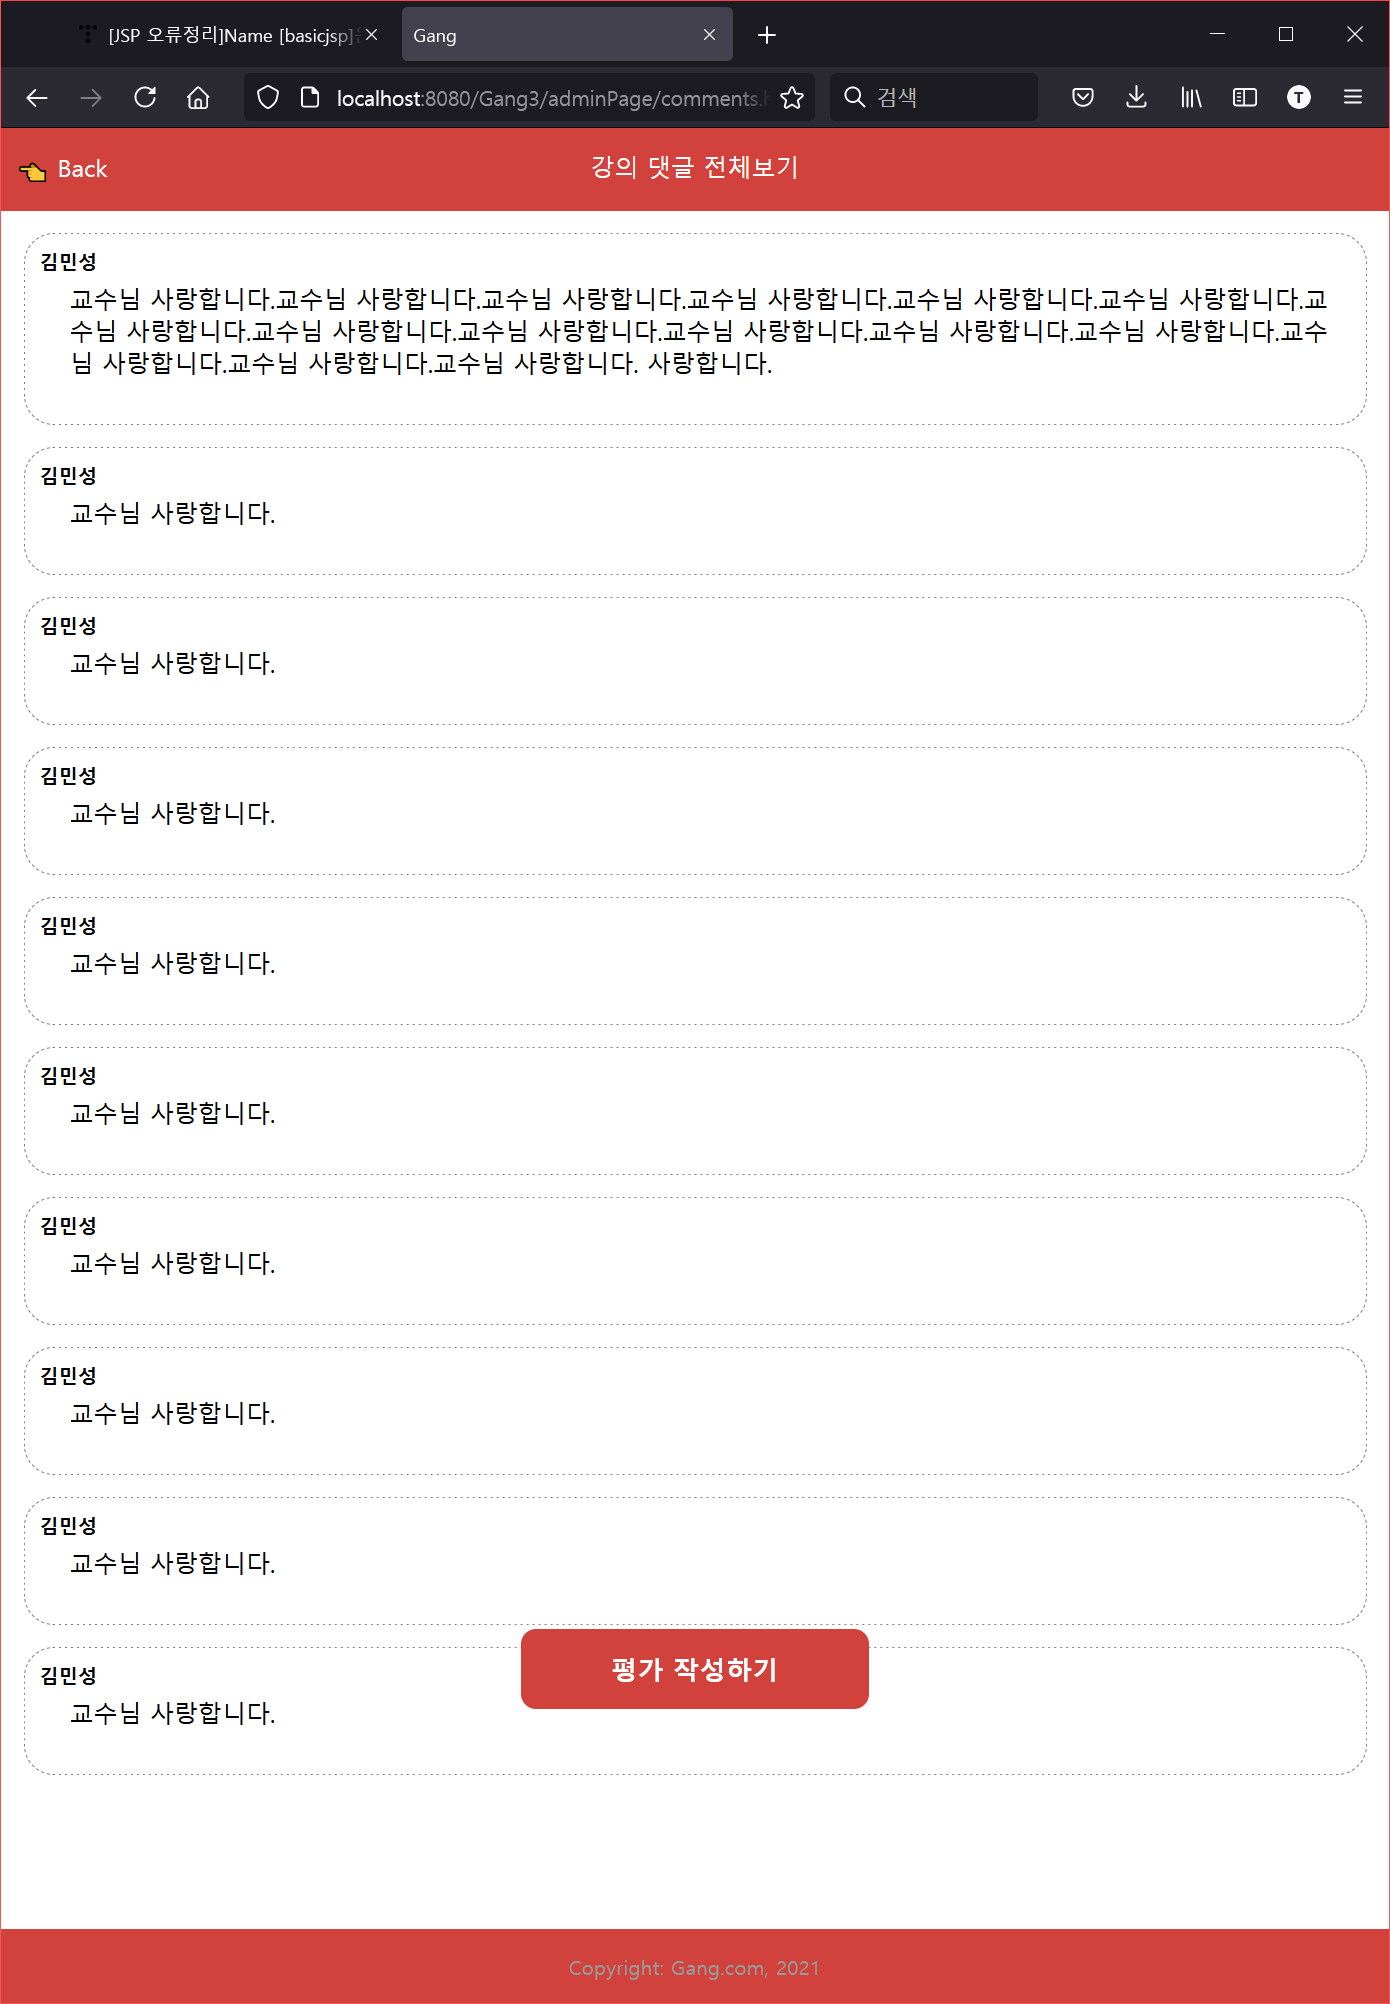 [JSP 오류정리]Name [basicjsp]
Gang
localhost:8080/Gang3/adminPage/comments.
검색
T
Back
강의 댓글 전체보기
김민성
교수님 사랑합니다.교수님 사랑합니다.교수님 사랑합니다.교수님 사랑합니다.교수님 사랑합니다.교수님 사랑합니다.교
수님 사랑합니다.교수님 사랑합니다.교수님 사랑합니다.교수님 사랑합니다.교수님 사랑합니다.교수님 사랑합니다.교수
님 사랑합니다.교수님 사랑합니다.교수님 사랑합니다. 사랑합니다.
김민성
교수님 사랑합니다.
김민성
교수님 사랑합니다.
김민성
교수님 사랑합니다.
김민성
교수님 사랑합니다.
김민성
교수님 사랑합니다.
김민성
교수님 사랑합니다.
김민성
교수님 사랑합니다.
김민성
교수님 사랑합니다.
김민성
교수님 사랑합니다.
평가 작성하기
Copyright: Gang.com, 2021